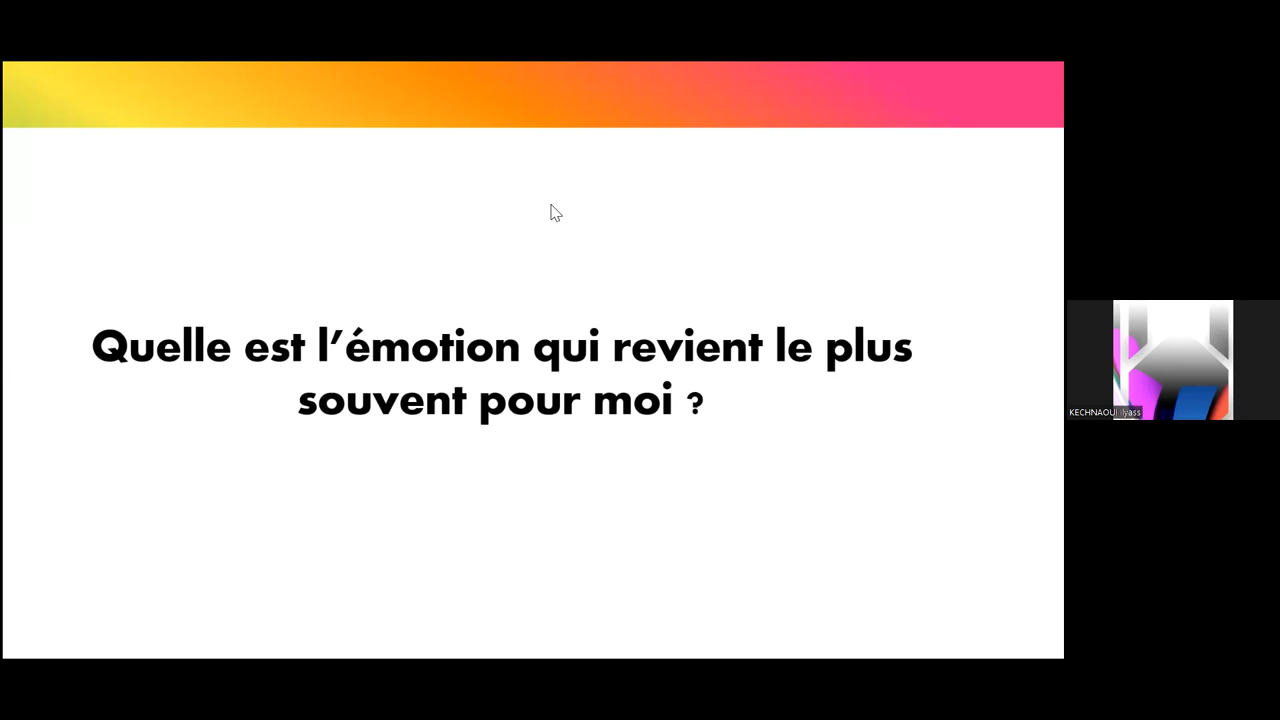 Quelle est l’émotion qui revient le plus
souvent pour moi ?
KECHNAOUI Ilyass